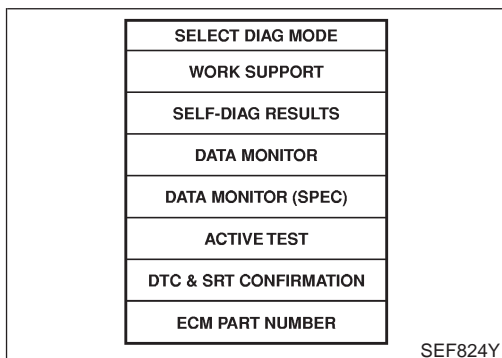 SELECT DIAG MODE
WORK SUPPORT
SELF-DIAG RESULTS
DATA MONITOR
DATA MONITOR (SPEC)
ACTIVE TEST
DTC & SRT CONFIRMATION
ECM PART NUMBER
SEF824Y